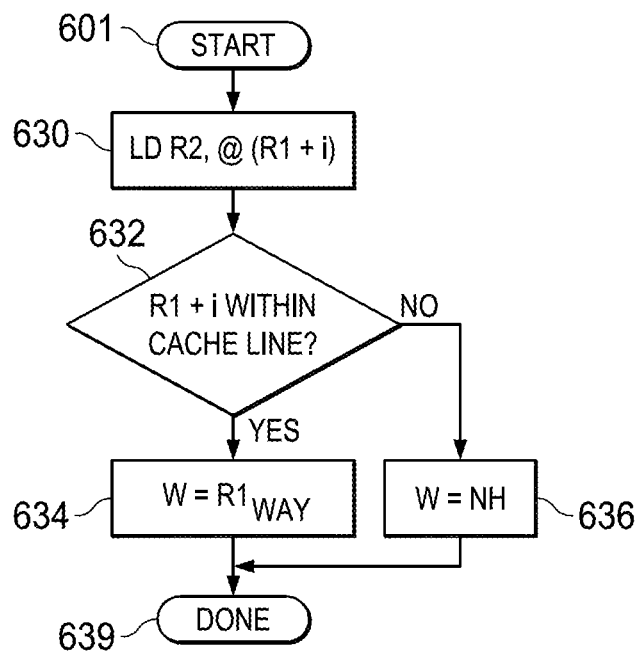 601
START
630
LD R2, @ (R1 + i)
632
R1 + i WITHIN
CACHE LINE?
NO
YES
634
W = R1WAY
W = NH
636
639
DONE